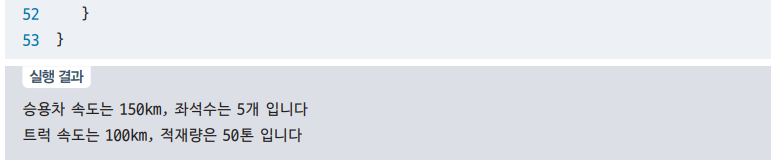 52 }
53 }
실행 결과
승용차 속도는 150km, 좌석수는 5개 입니다
트럭 속도는 100km, 적재량은 50톤 입니다